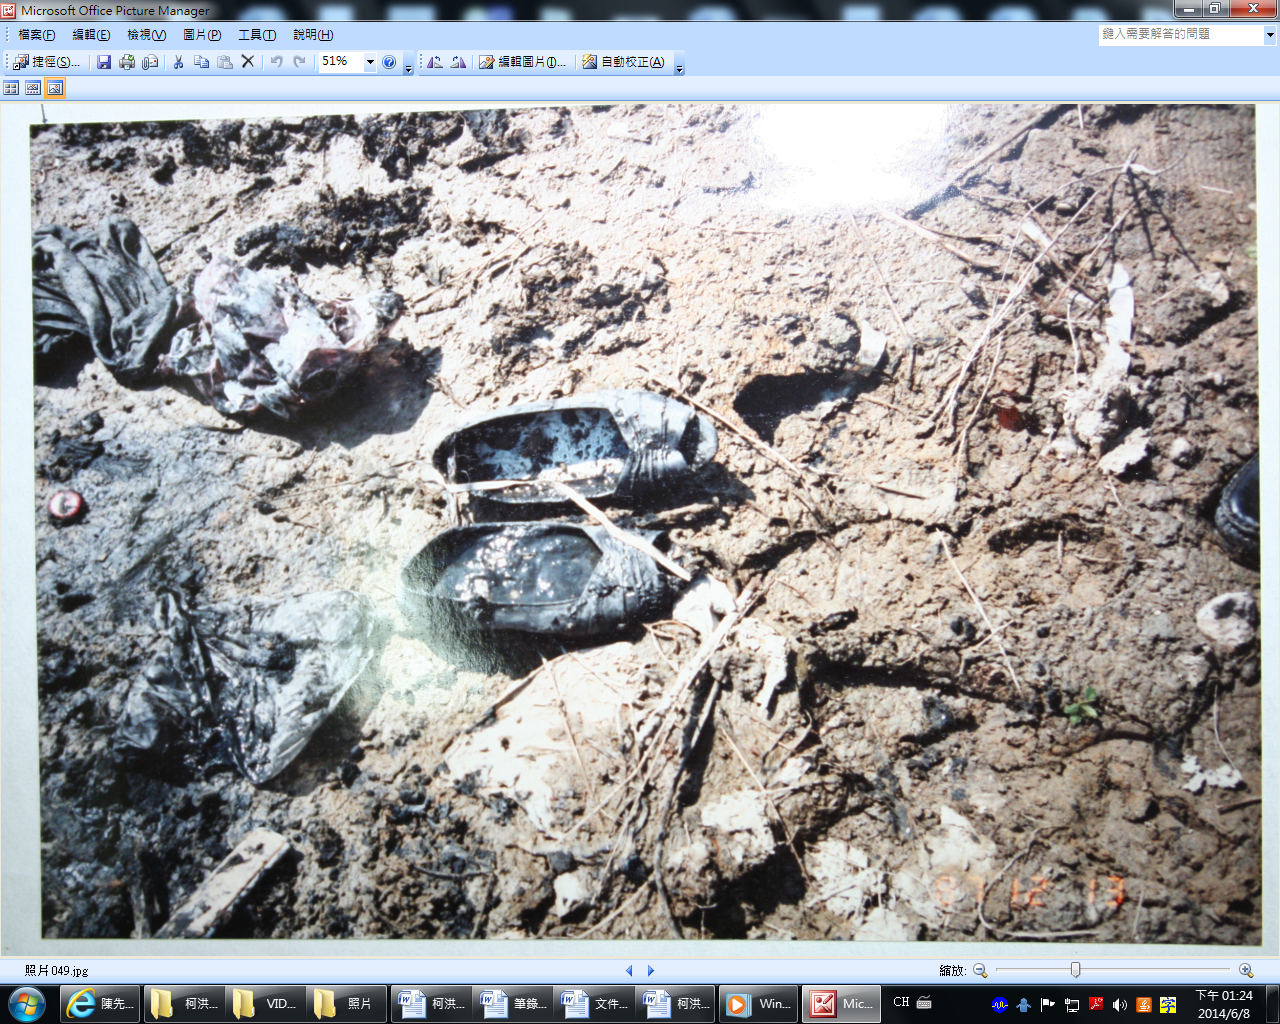 Microsoft Office Picture Manager
檔案(F) 編輯(E) 檢視(V) 圖片(P) 工具(T) 說明(H)
鍵入需要解答的問題
捷徑(S)... 51% 編輯圖片(I)... 自動校正(A)
12 13
照片049.jpg
縮放:
陳先... 柯洪... VID... 照片 柯洪... 筆錄... 文件... 柯洪... Win... Mic... CH
下午 01:24
2014/6/8